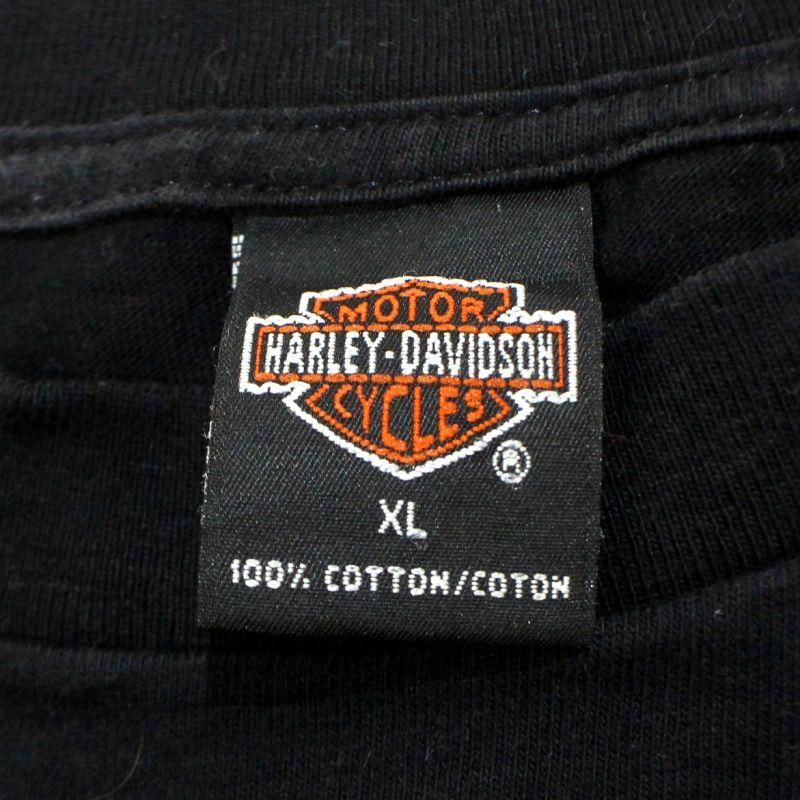 MOTOR
HARLEY-DAVIDSON
CYCLES
®
XL
100% COTTON/COTON